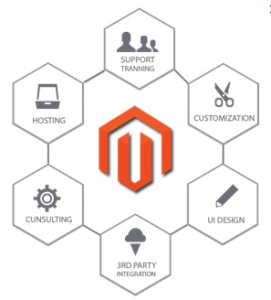 SUPPORT
TRANNING
HOSTING
CUSTOMIZATION
CUNSULTING
UI DESIGN
3RD PARTY
INTEGRATION